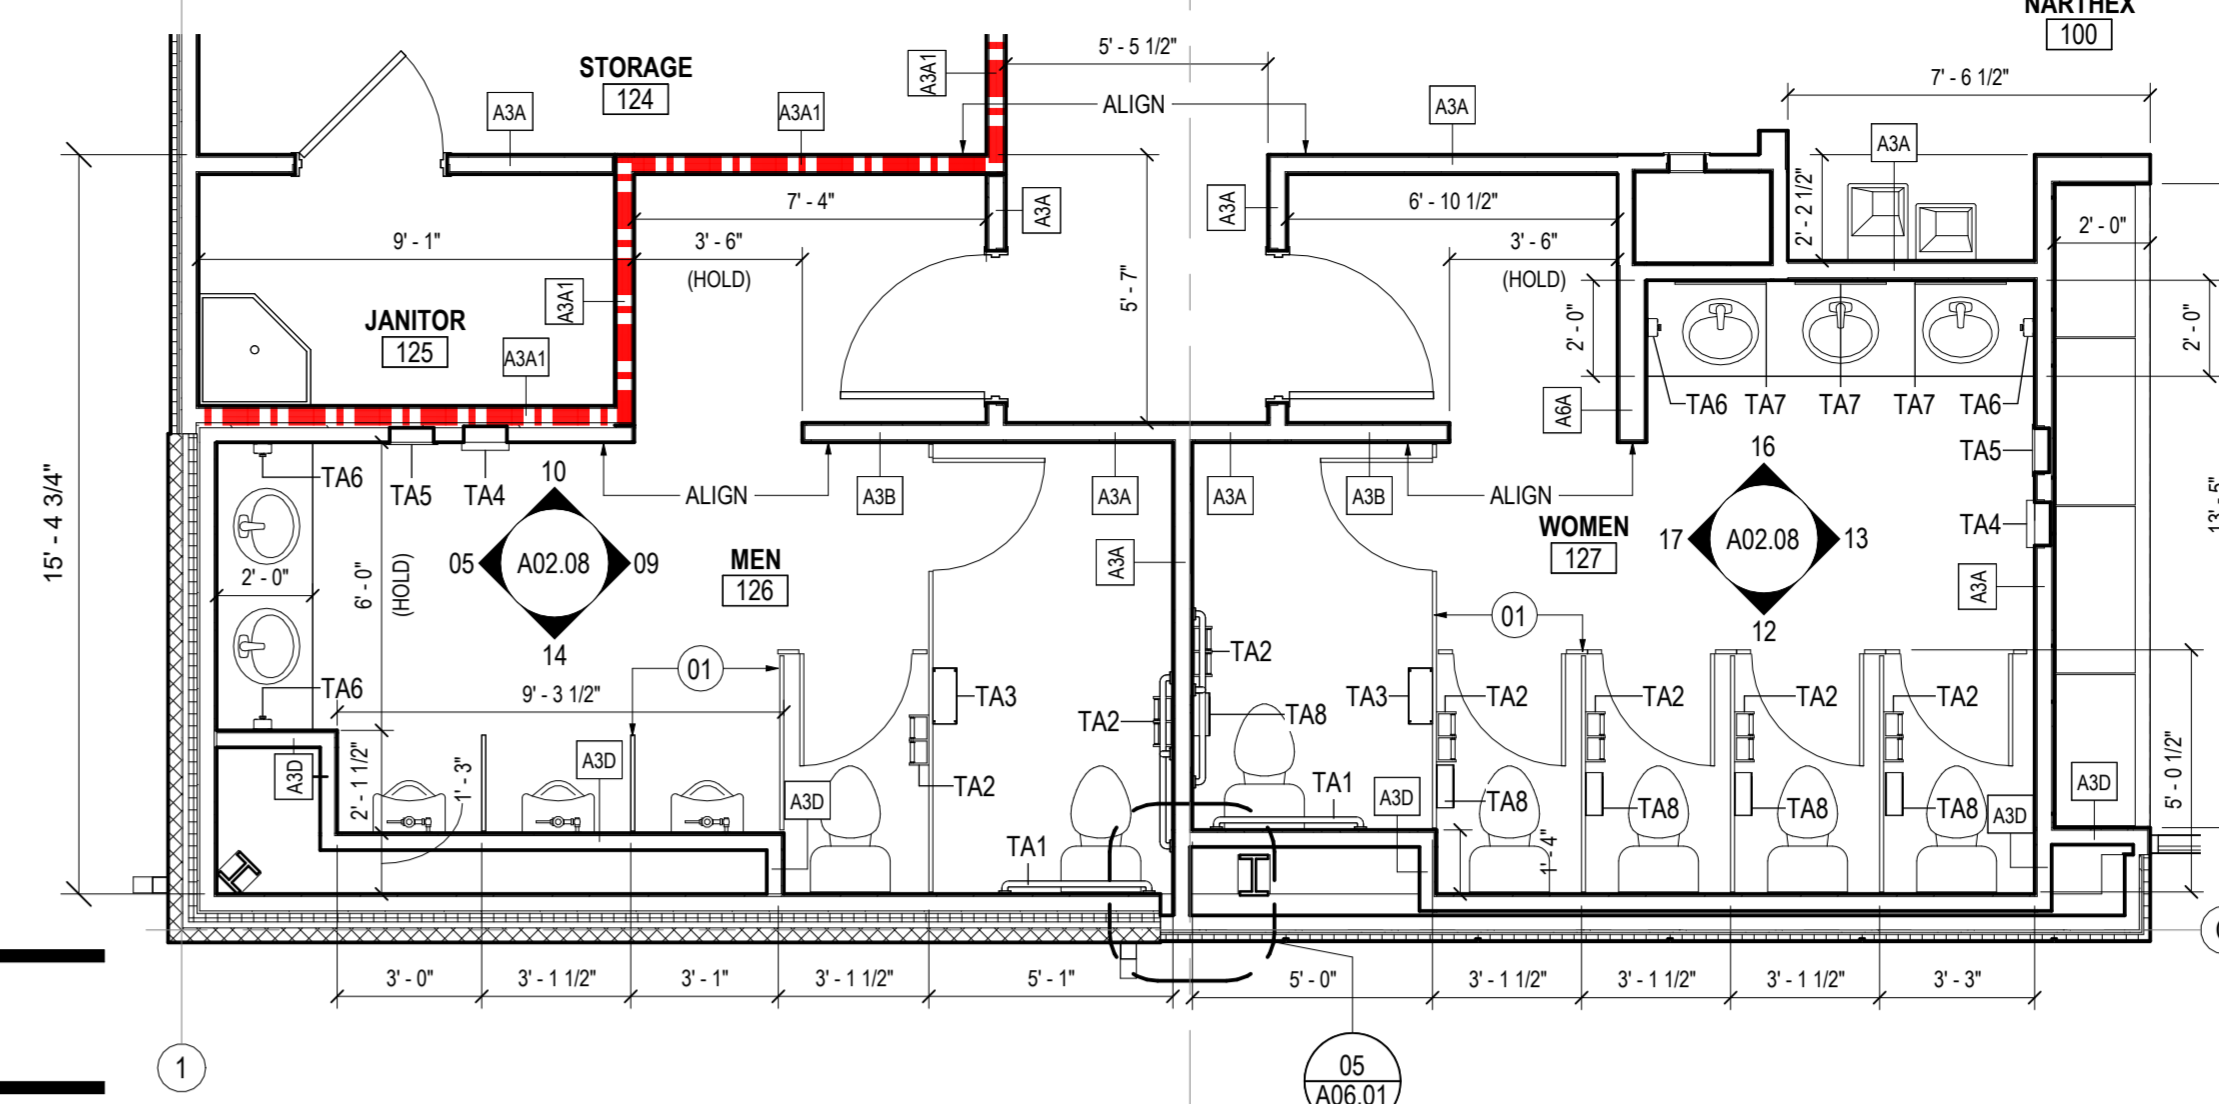 NARTHEX
100
5' - 5 1/2"
7' - 6 1/2"
STORAGE
124
A3A1
ALIGN
A3A
A3A1
A3A
A3A
2' - 2 1/2"
7' - 4"
A3A
A3A
6' - 10 1/2"
2' - 0"
9' - 1"
3' - 6"
(HOLD)
5' - 7"
3' - 6"
(HOLD)
A3A1
JANITOR
125
A3A1
2' - 0"
2' - 0"
TA6
TA7
TA7
TA7
TA6
A6A
15' - 4 3/4"
TA6
TA5
TA4
10
ALIGN
A3B
A3A
A3A
A3B
ALIGN
16
TA5
13' - 5"
WOMEN
127
17
A02.08
13
TA4
05
A02.08
09
MEN
126
A3A
2' - 0"
6' - 0"
(HOLD)
A3A
14
01
12
01
TA2
TA6
9' - 3 1/2"
TA3
TA2
TA8
TA3
TA2
TA2
TA2
TA2
5' - 0 1/2"
A3D
2' - 1 1/2"
1' - 3"
A3D
A3D
TA2
TA1
A3D
TA8
TA8
TA8
TA8
A3D
A3D
TA1
1' - 4"
3' - 0"
3' - 1 1/2"
3' - 1"
3' - 1 1/2"
5' - 1"
5' - 0"
3' - 1 1/2"
3' - 1 1/2"
3' - 1 1/2"
3' - 3"
1
05
A06.01